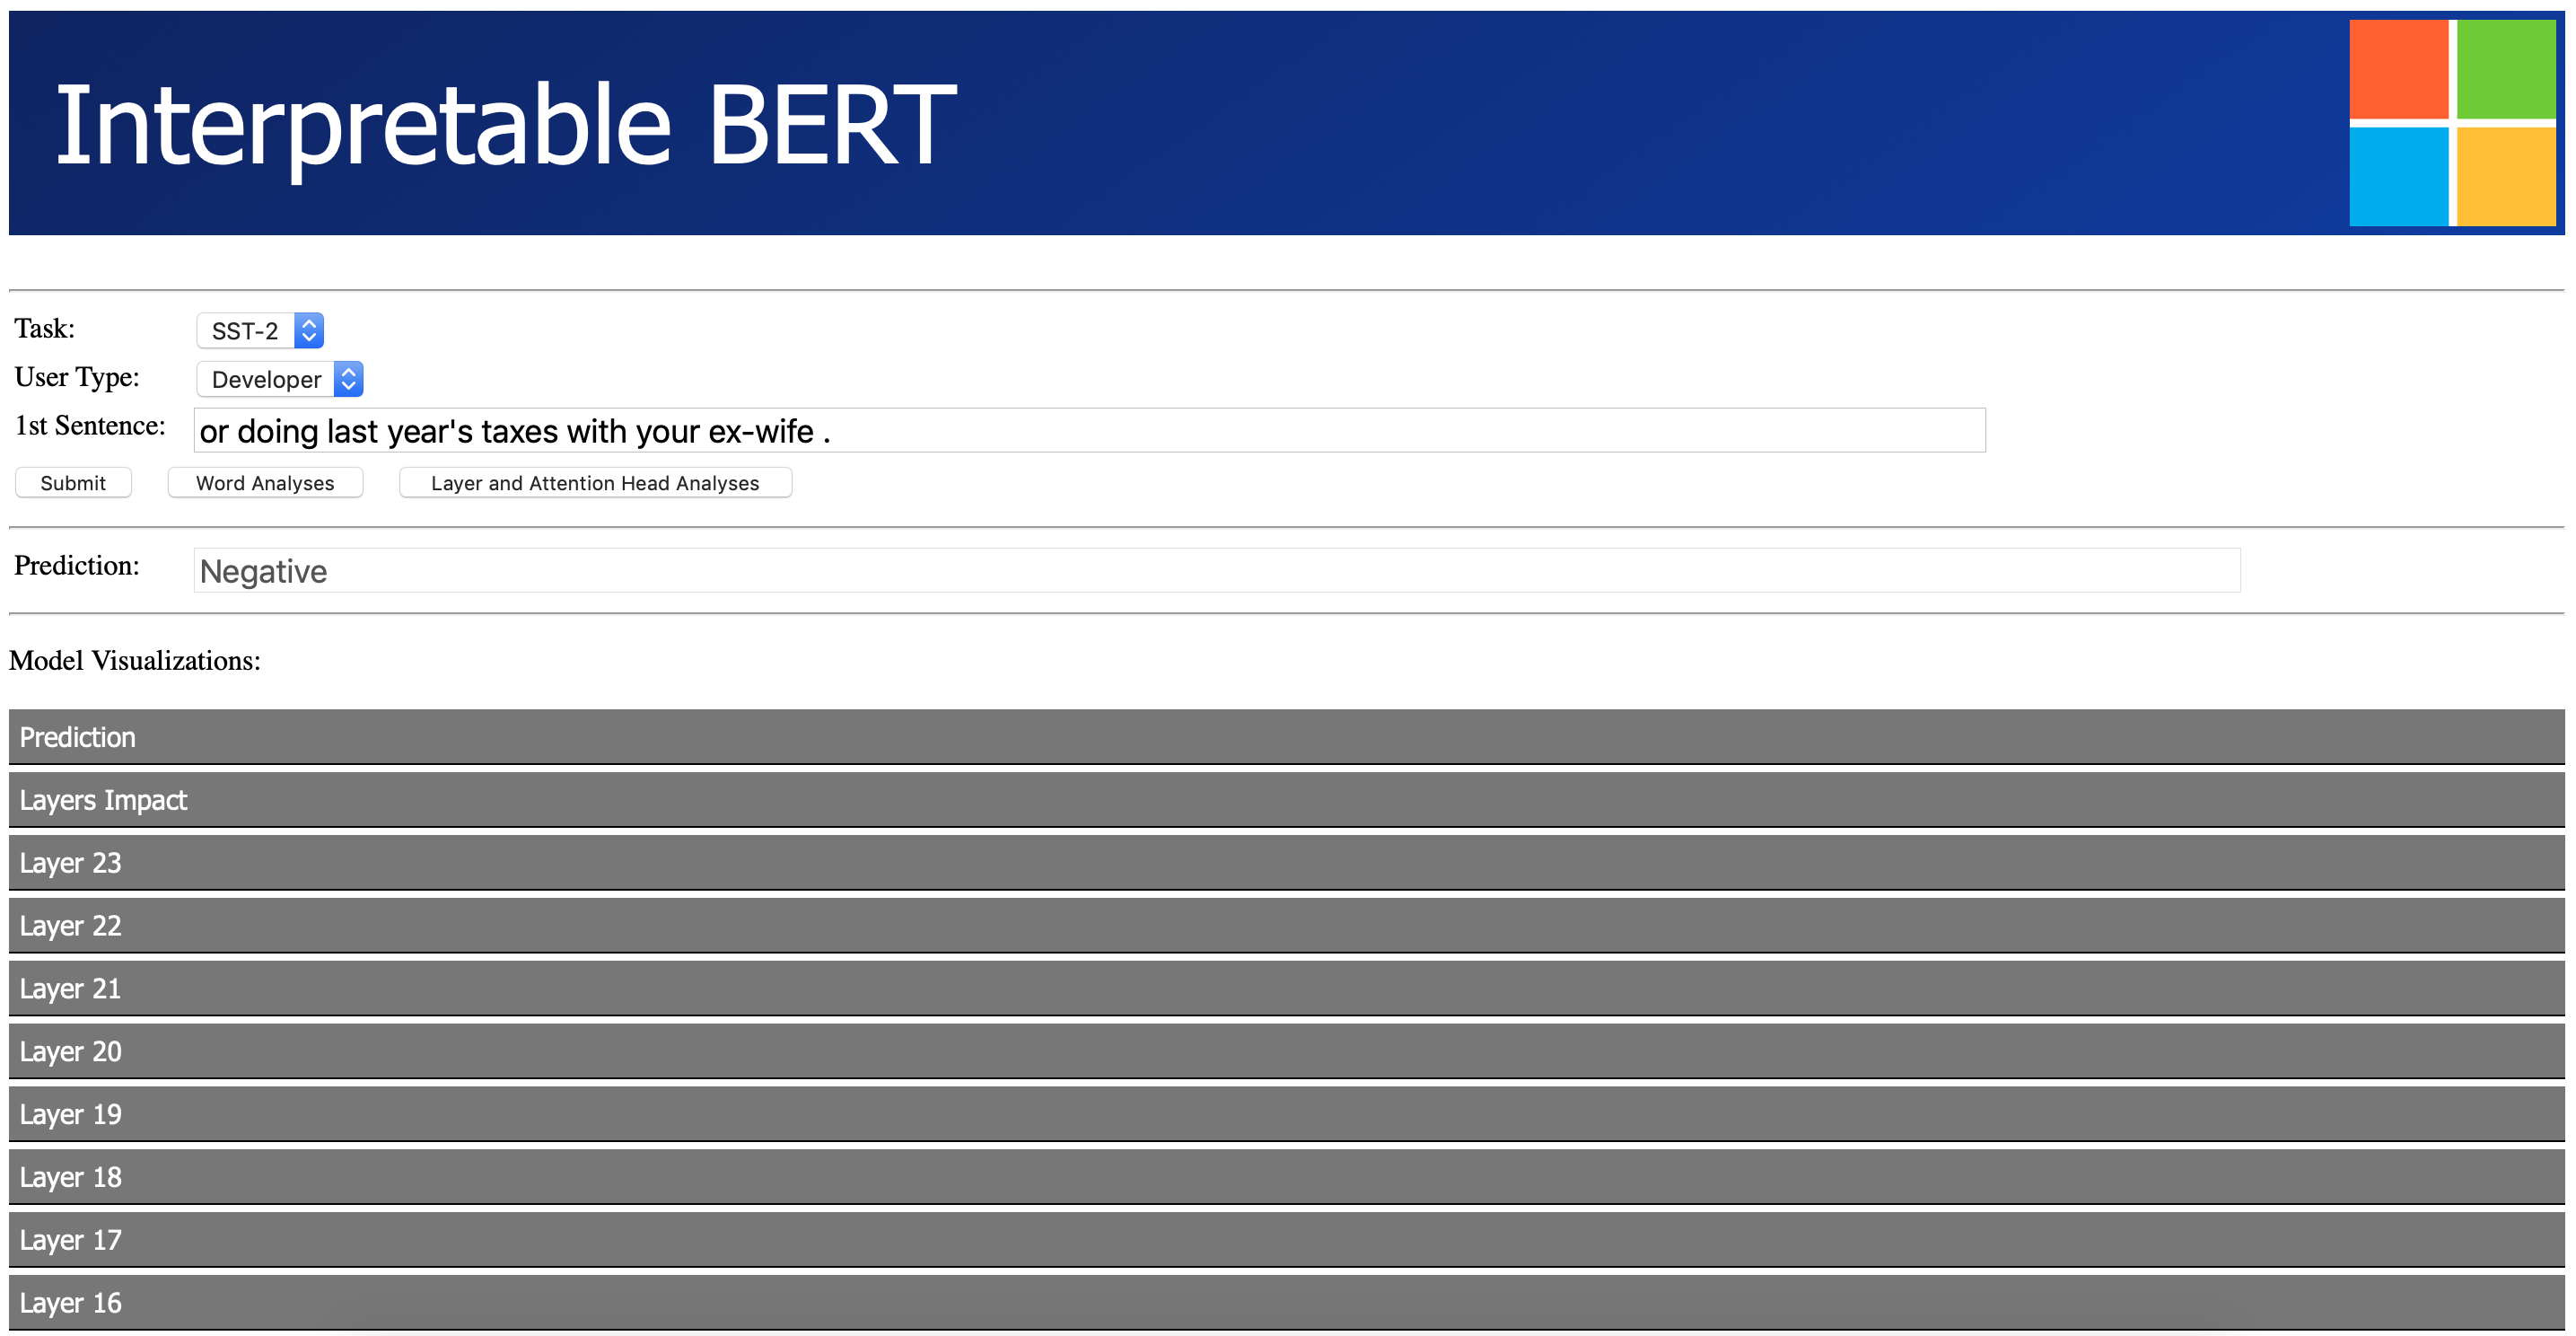 Interpretable BERT
Task: SST-2
User Type: Developer
1st Sentence: or doing last year's taxes with your ex-wife .
Submit Word Analyses Layer and Attention Head Analyses
Prediction: Negative
Model Visualizations:
Prediction
Layers Impact
Layer 23
Layer 22
Layer 21
Layer 20
Layer 19
Layer 18
Layer 17
Layer 16